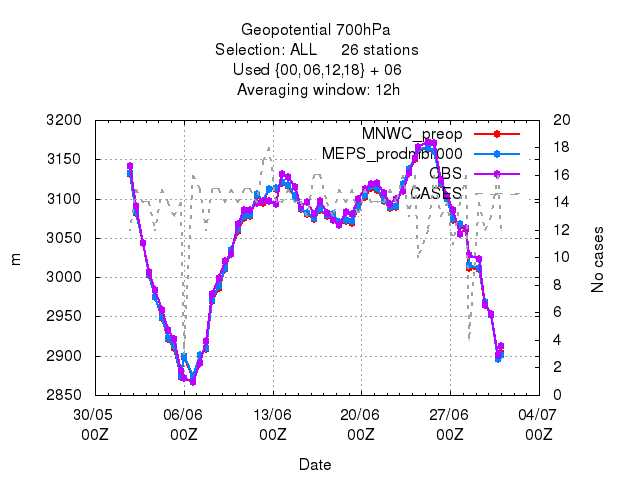 Geopotential 700hPa
Selection: ALL 26 stations
Used {00,06,12,18} + 06
Averaging window: 12h
MNWC_preop
MEPS_prodmbr000
OBS
CASES
3200
3150
3100
3050
3000
2950
2900
2850
m
20
18
16
14
12
10
8
6
4
2
0
No cases
30/05 06/06 13/06 20/06 27/06 04/07
00Z 00Z 00Z 00Z 00Z 00Z
Date